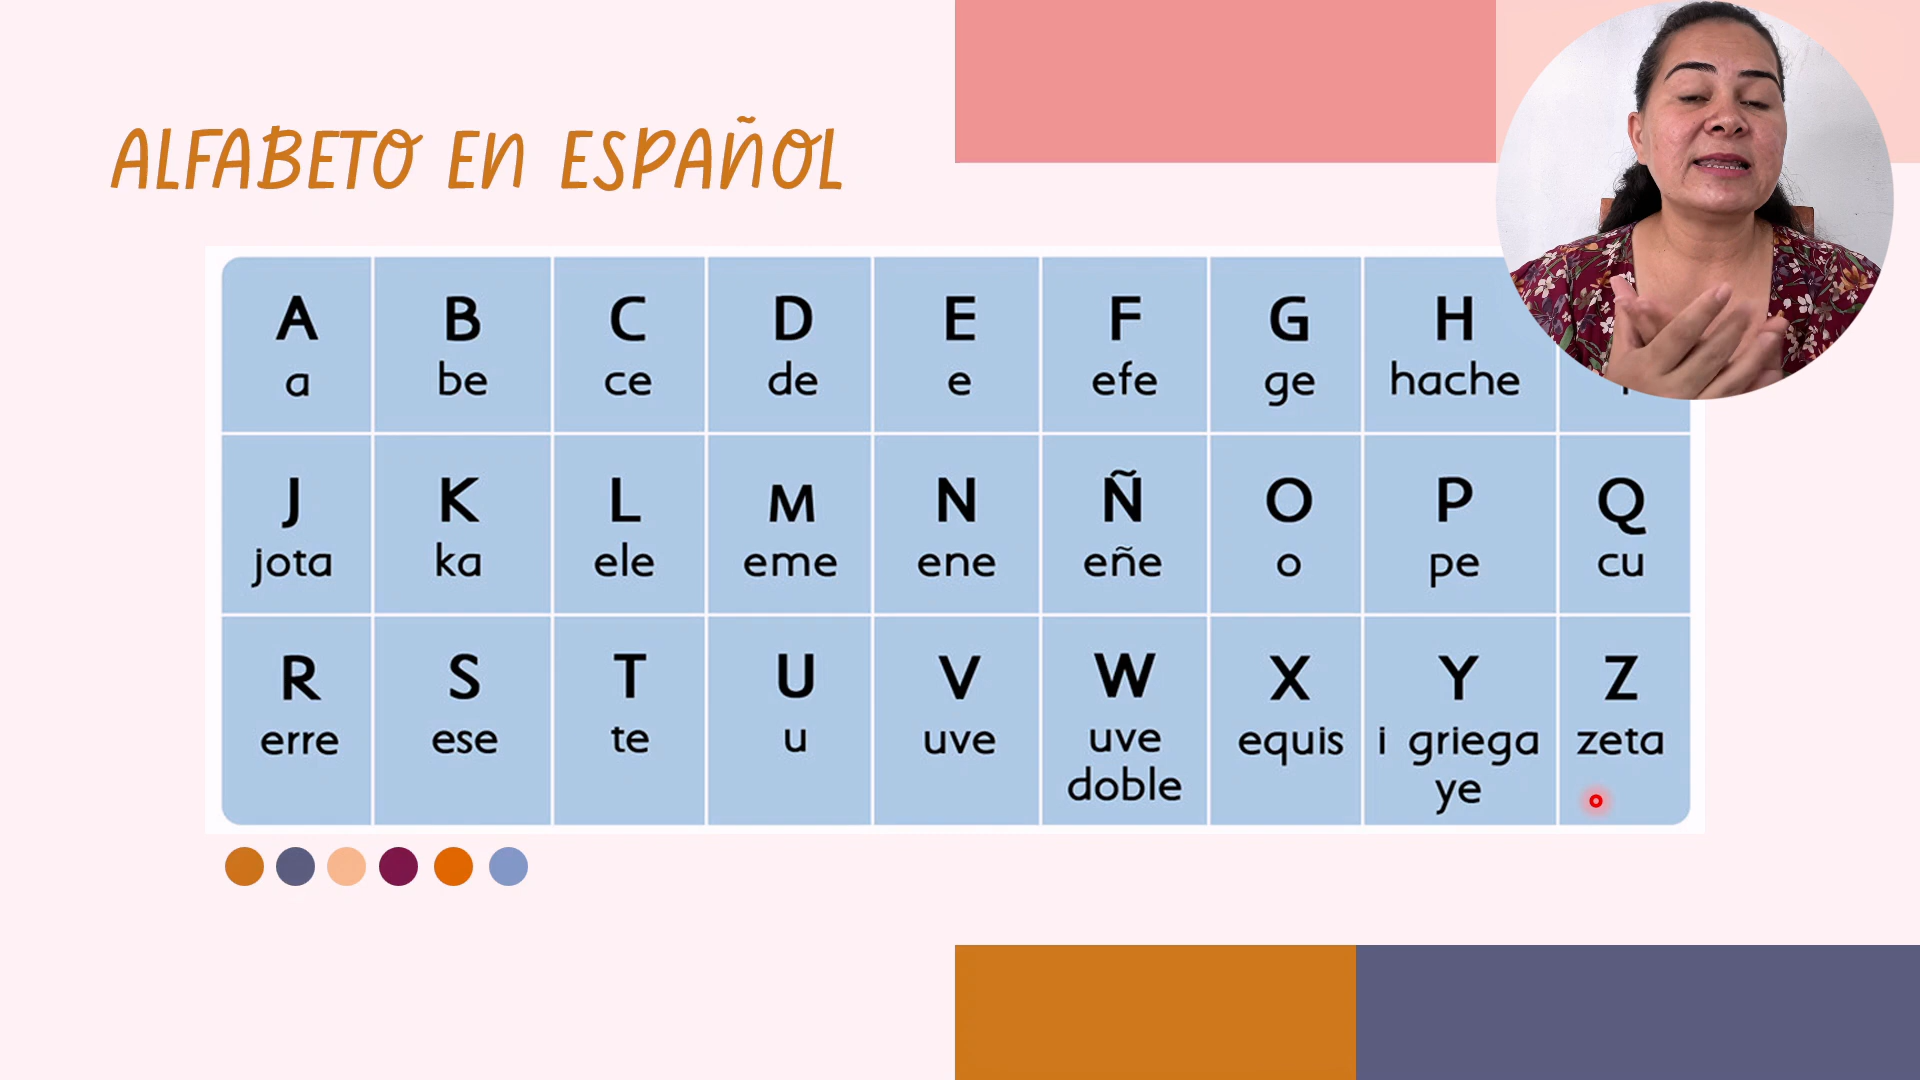 ALFABETO EN ESPAÑOL
A B C D E F G H
a be ce de e efe ge hache
J K L M N Ñ O P Q
jota ka ele eme ene eñe o pe cu
R S T U V W X Y Z
erre ese te u uve uve doble equis i griega ye zeta